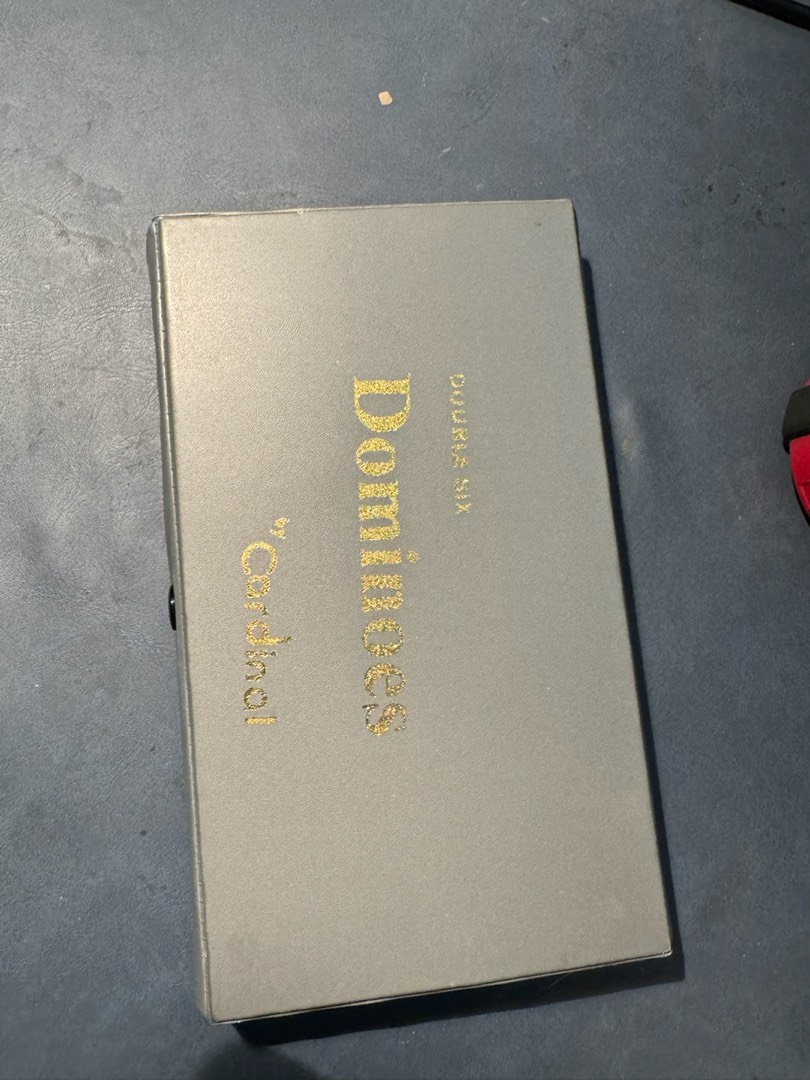 DOUBLE SIX
Dominoes
by Cardinal